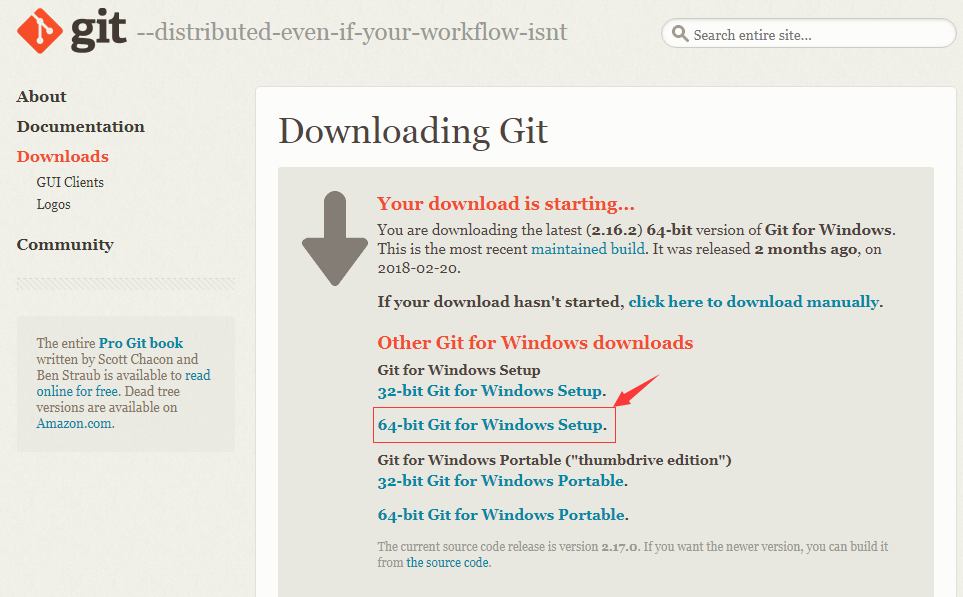 git --distributed-even-if-your-workflow-isnt
Search entire site...
About
Documentation
Downloads
GUI Clients
Logos
Community
The entire Pro Git book
written by Scott Chacon and
Ben Straub is available to read
online for free. Dead tree
versions are available on
Amazon.com.
Downloading Git
Your download is starting...
You are downloading the latest (2.16.2) 64-bit version of Git for Windows.
This is the most recent maintained build. It was released 2 months ago, on
2018-02-20.
If your download hasn't started, click here to download manually.
Other Git for Windows downloads
Git for Windows Setup
32-bit Git for Windows Setup.
64-bit Git for Windows Setup.
Git for Windows Portable ("thumbdrive edition")
32-bit Git for Windows Portable.
64-bit Git for Windows Portable.
The current source code release is version 2.17.0. If you want the newer version, you can build it
from the source code.